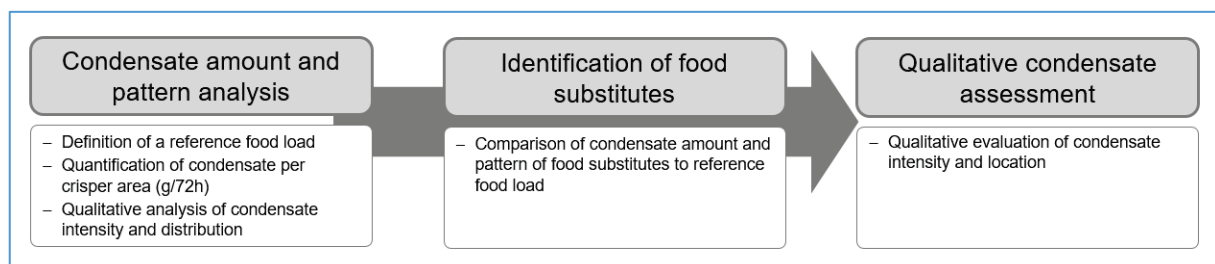 Condensate amount and
pattern analysis
– Definition of a reference food load
– Quantification of condensate per
crisper area (g/72h)
– Qualitative analysis of condensate
intensity and distribution
Identification of food
substitutes
– Comparison of condensate amount and
pattern of food substitutes to reference
food load
Qualitative condensate
assessment
– Qualitative evaluation of condensate
intensity and location